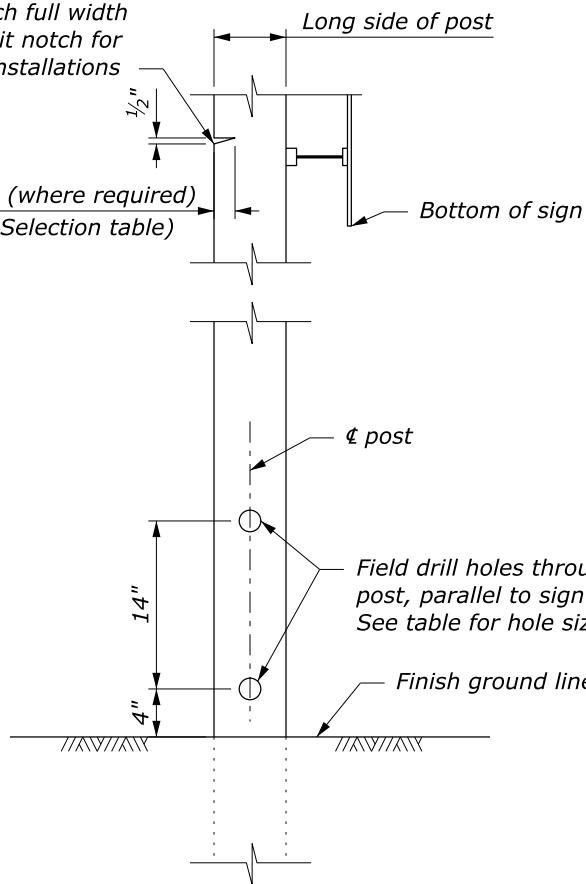 ch full width
it notch for
nstallations
Long side of post
½"
(where required)
Selection table)
Bottom of sign
℄ post
14"
Field drill holes throu
post, parallel to sign
See table for hole siz
Finish ground line
4"